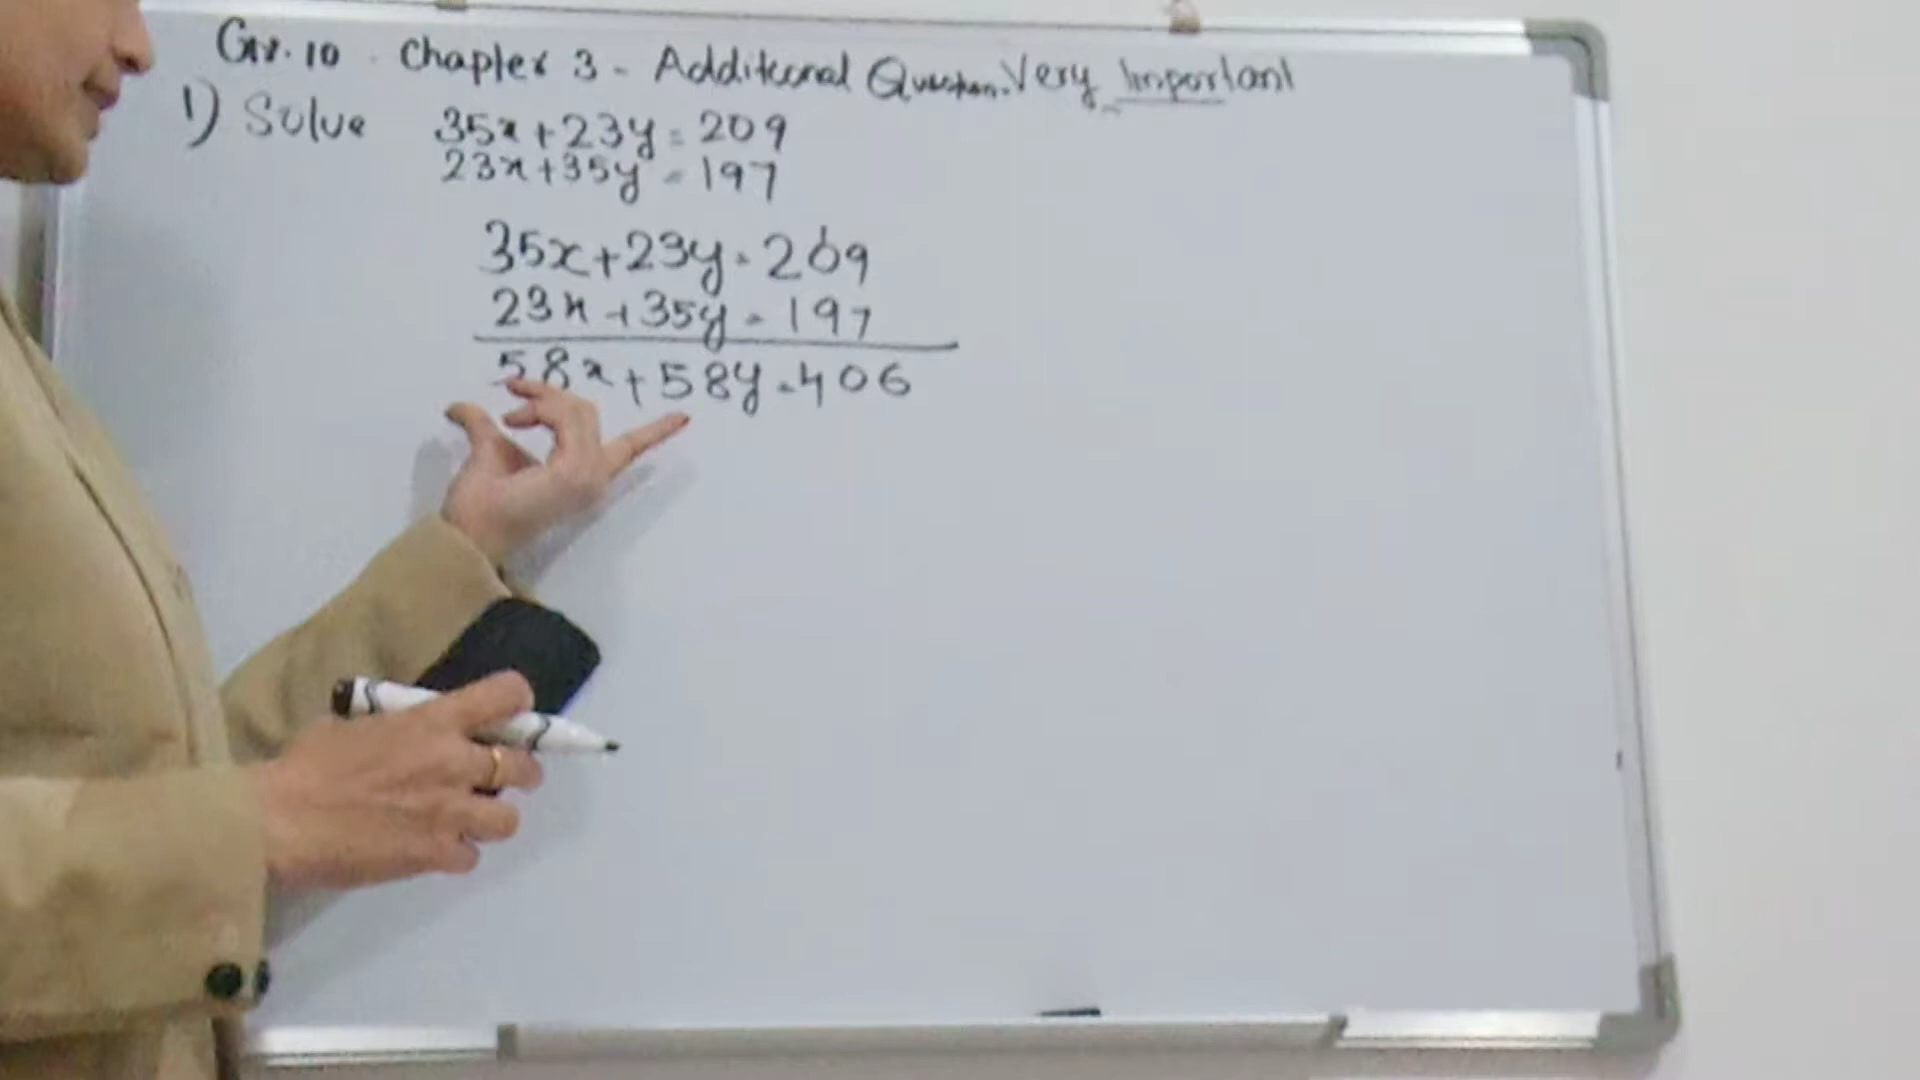 Gr.10 - Chapter 3 - Additional Question. Very Important
1) Solve 35x+23y=209
23x+35y=197
35x+23y=209
23x+35y=197
58x+58y=406